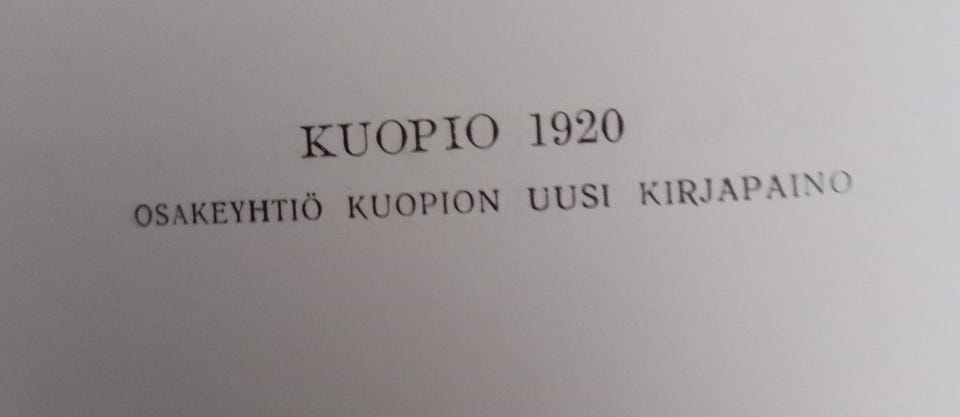 KUOPIO 1920
OSAKEYHTIÖ KUOPION UUSI KIRJAPAINO